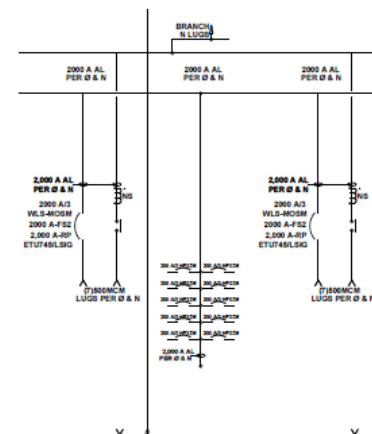 BRANCH
N LUGS
2000 A AL
PER Ø & N
2000 A AL
PER Ø & N
2000 A AL
PER Ø & N
2,000 A AL
PER Ø & N
NS
2000 A/3
WLS-MOSM
2000 A-FS2
2,000 A-RP
ETU745/LSIG
(7)500MCM
LUGS PER Ø & N
2,000 A AL
PER Ø & N
2,000 A AL
PER Ø & N
NS
2000 A/3
WLS-MOSM
2000 A-FS2
2,000 A-RP
ETU745/LSIG
(7)500MCM
LUGS PER Ø & N